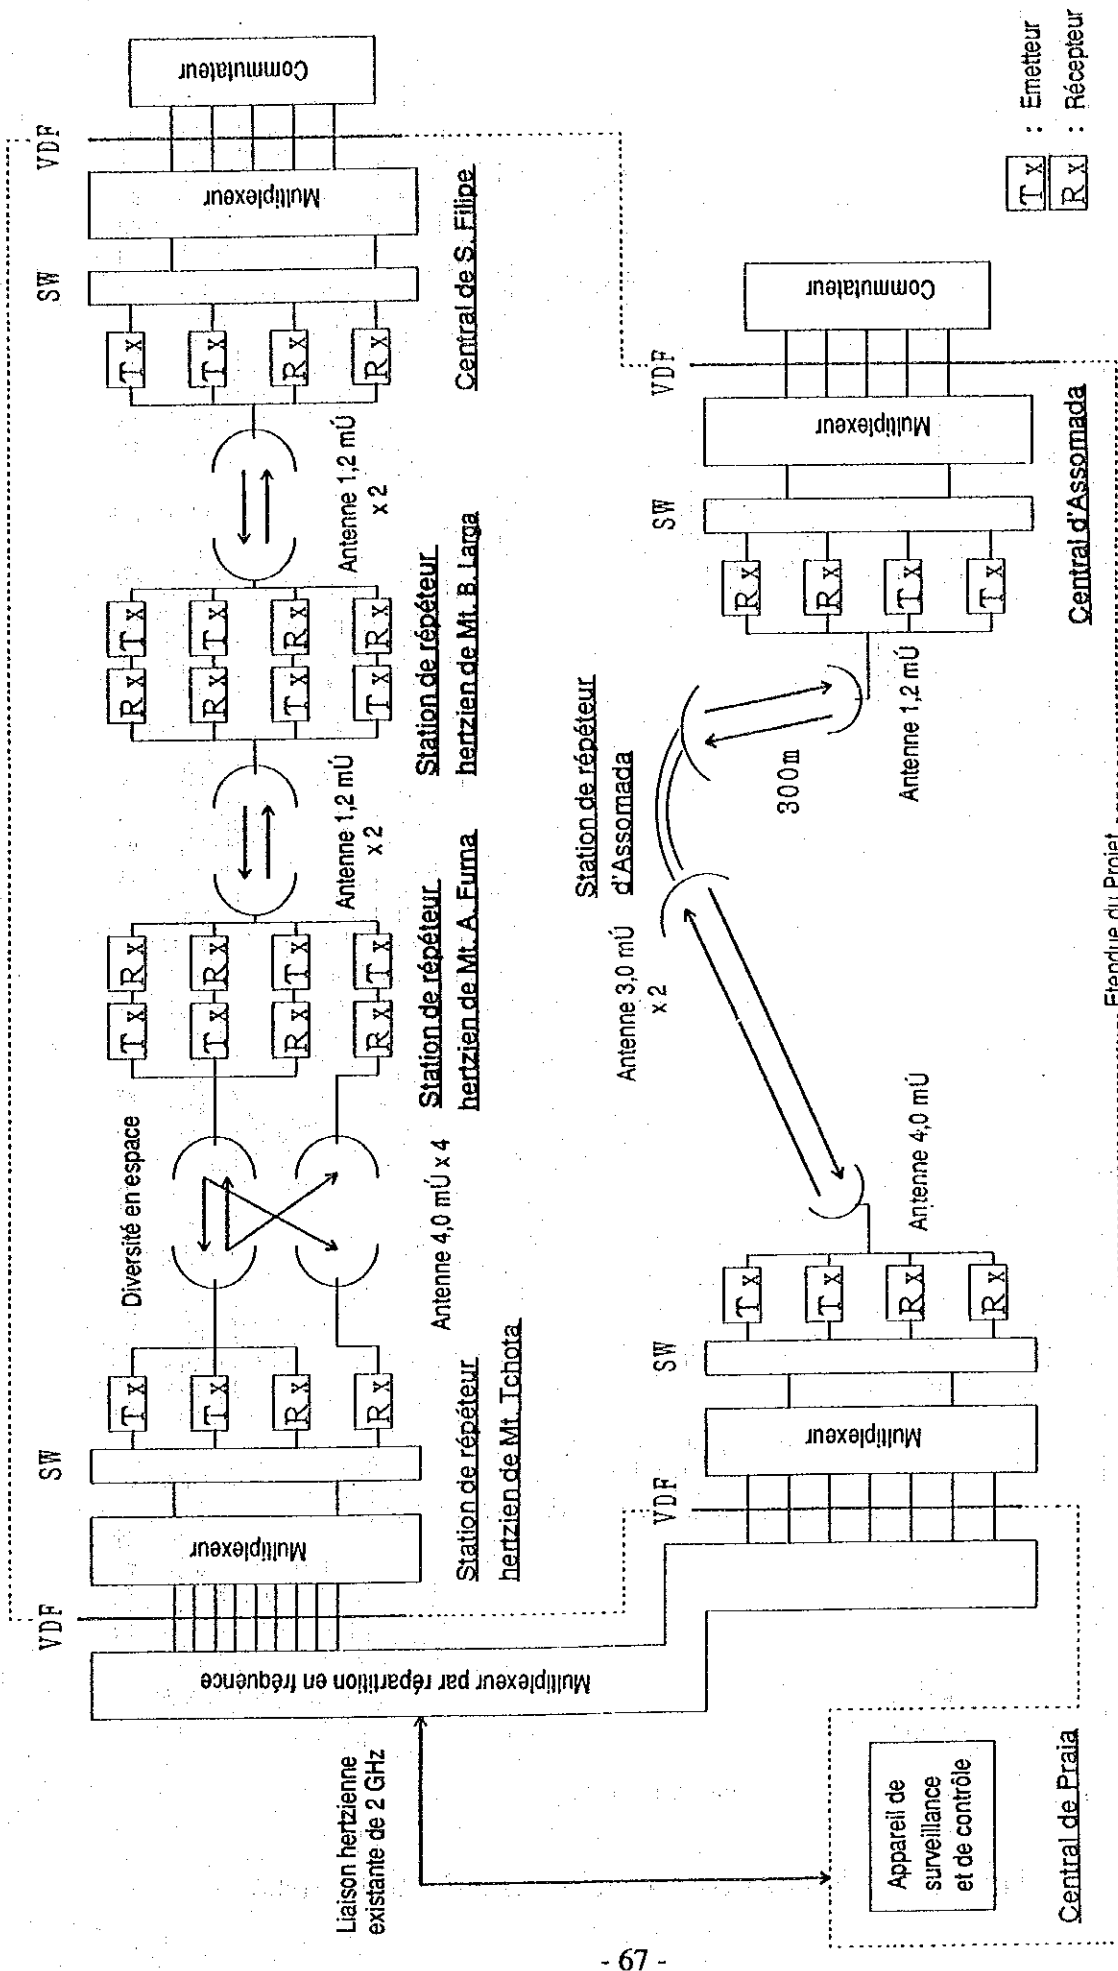 VDF
SW
Diversité en espace
SW
VDF
Multiplexeur par répartition en fréquence
Multiplexeur
Tx
Tx
Rx
Rx
Tx
Rx
Tx
Rx
Rx
Tx
Rx
Tx
Rx
Tx
Rx
Tx
Tx
Rx
Tx
Rx
Tx
Tx
Rx
Rx
Multiplexeur
Commutateur
Antenne 4,0 mÚ x 4
Antenne 1,2 mÚ
x 2
Antenne 1,2 mÚ
x 2
Station de répéteur
hertzien de Mt. Tchota
Station de répéteur
hertzien de Mt. A. Furna
Station de répéteur
hertzien de Mt. B. Larga
Central de S. Filipe
Liaison hertzienne
existante de 2 GHz
Station de répéteur
d'Assomada
Antenne 3,0 mÚ
x 2
VDF
SW
SW
VDF
Multiplexeur
Tx
Tx
Rx
Rx
300m
Rx
Rx
Tx
Tx
Multiplexeur
Commutateur
Antenne 4,0 mÚ
Antenne 1,2 mÚ
Appareil de
surveillance
et de contrôle
Central de Praia
Central d'Assomada
Tx : Emetteur
Rx : Récepteur
Etendue du Projet
- 67 -